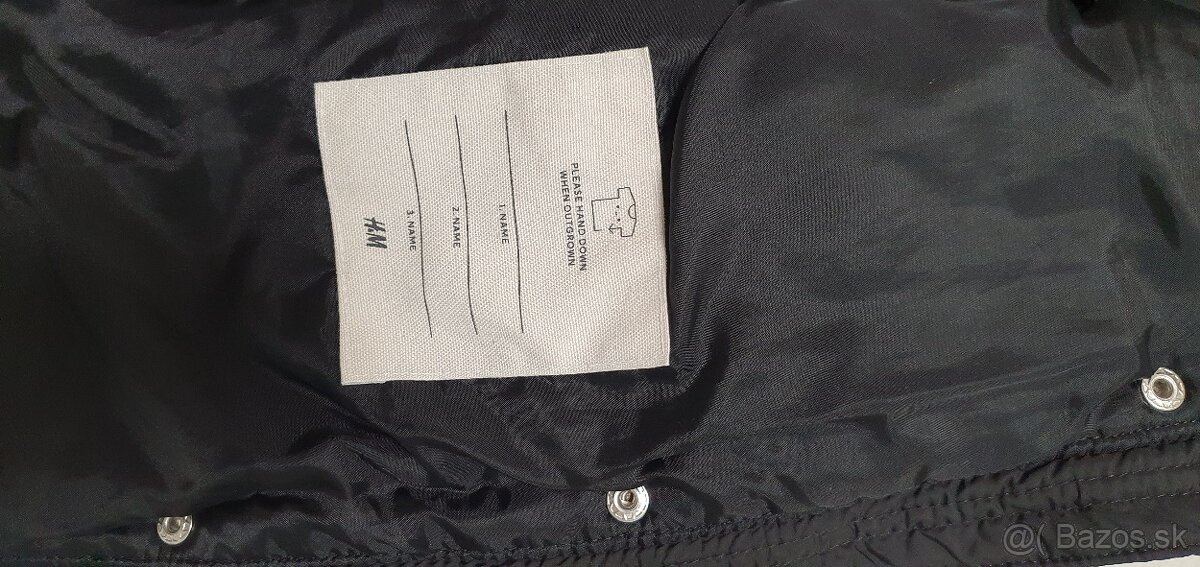 PLEASE HAND DOWN
WHEN OUTGROWN
1. NAME
2. NAME
3. NAME
H&M
@( Bazos.sk